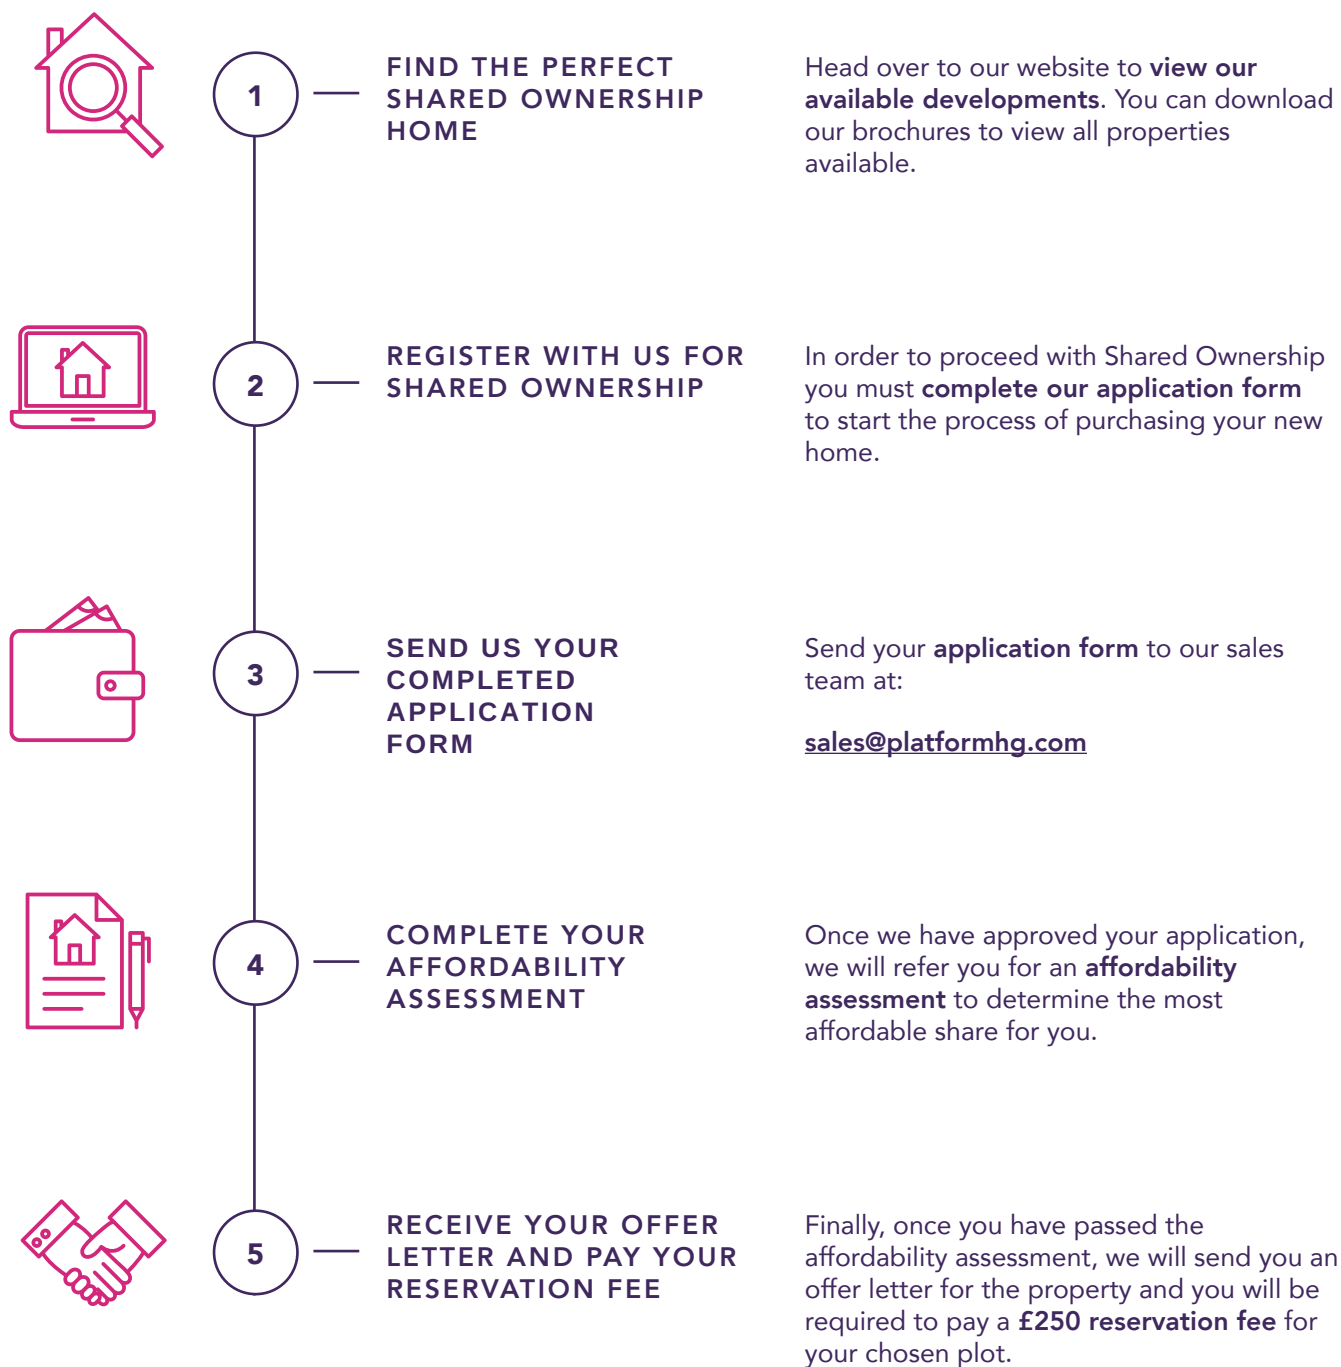 1
FIND THE PERFECT
SHARED OWNERSHIP
HOME
Head over to our website to view our
available developments. You can download
our brochures to view all properties
available.
2
REGISTER WITH US FOR
SHARED OWNERSHIP
In order to proceed with Shared Ownership
you must complete our application form
to start the process of purchasing your new
home.
3
SEND US YOUR
COMPLETED
APPLICATION
FORM
Send your application form to our sales
team at:
sales@platformhg.com
4
COMPLETE YOUR
AFFORDABILITY
ASSESSMENT
Once we have approved your application,
we will refer you for an affordability
assessment to determine the most
affordable share for you.
5
RECEIVE YOUR OFFER
LETTER AND PAY YOUR
RESERVATION FEE
Finally, once you have passed the
affordability assessment, we will send you an
offer letter for the property and you will be
required to pay a £250 reservation fee for
your chosen plot.